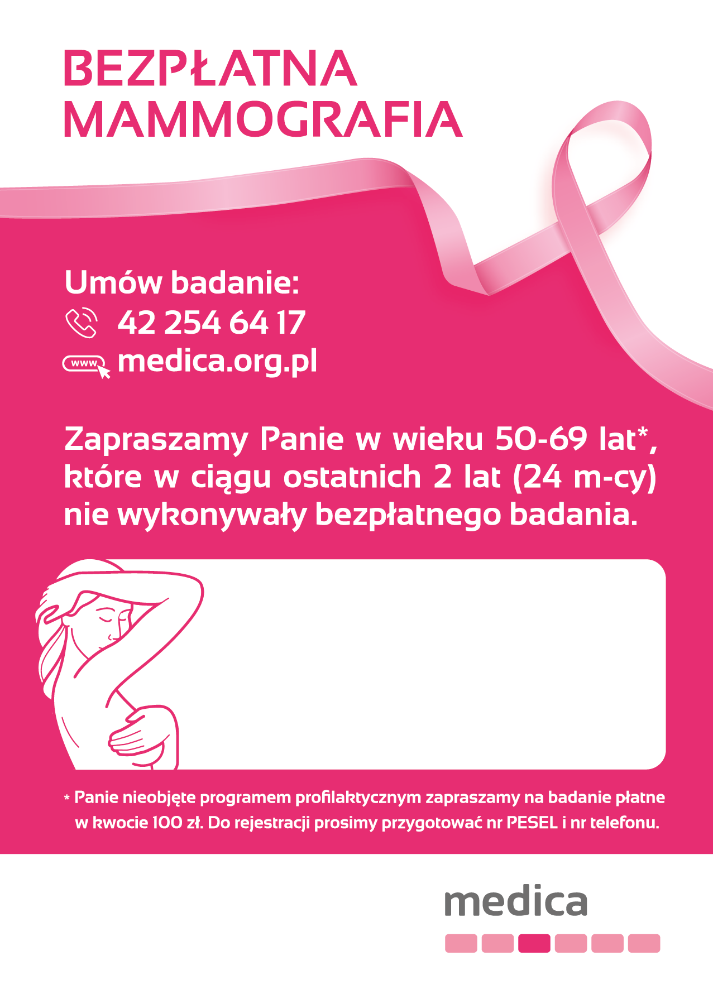 BEZPŁATNA
MAMMOGRAFIA
Umów badanie:
42 254 64 17
www medica.org.pl
Zapraszamy Panie w wieku 50-69 lat*,
które w ciągu ostatnich 2 lat (24 m-cy)
nie wykonywały bezpłatnego badania.
* Panie nieobjęte programem profilaktycznym zapraszamy na badanie płatne
w kwocie 100 zł. Do rejestracji prosimy przygotować nr PESEL i nr telefonu.
medica